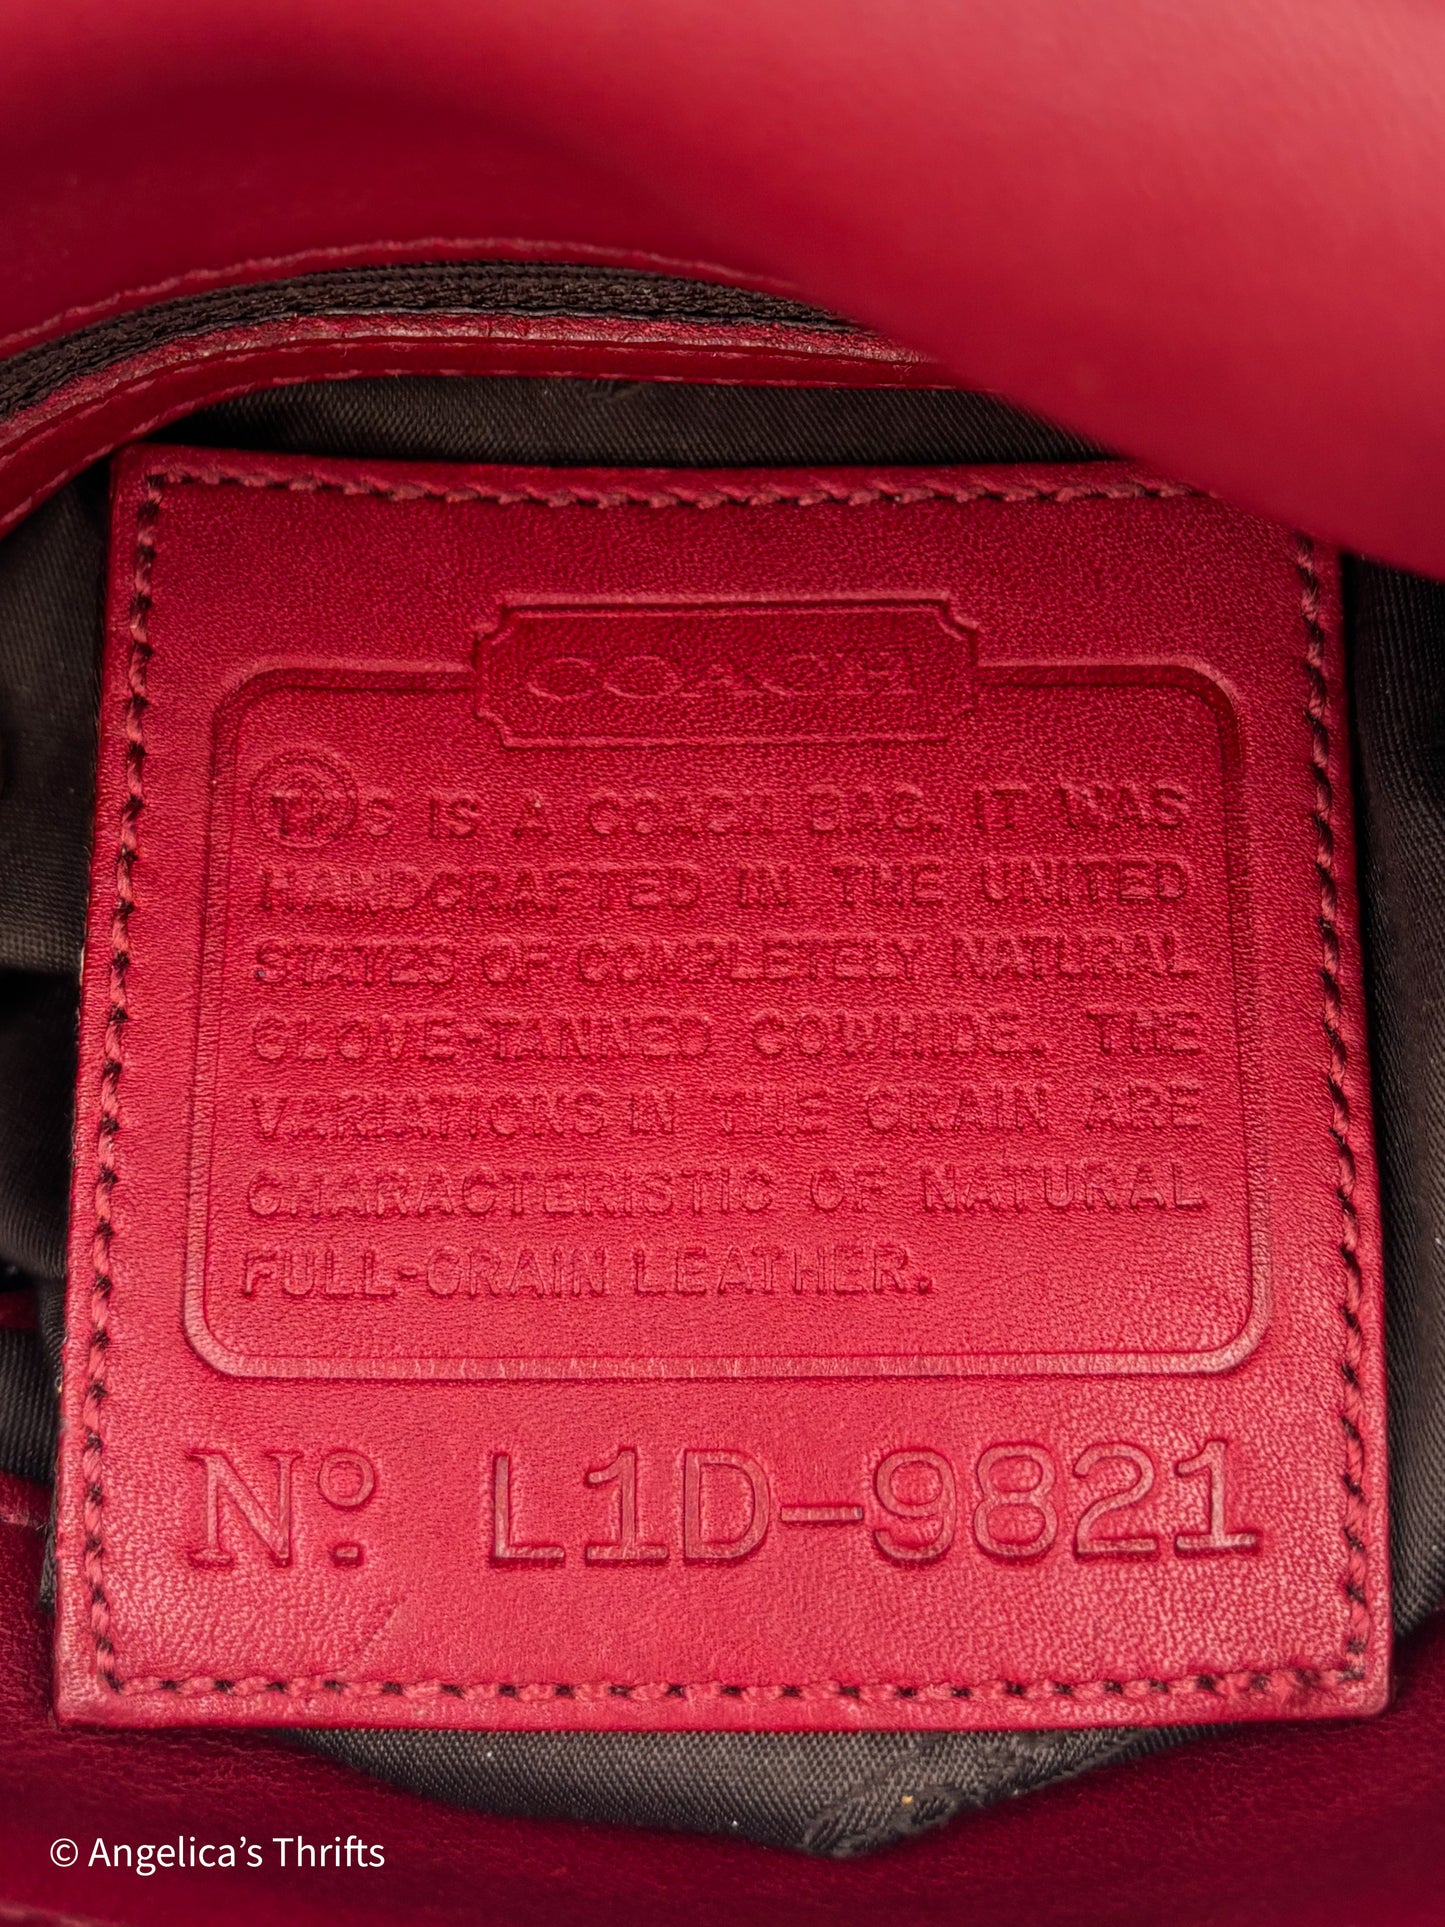 COACH
THIS IS A COACH BAG. IT WAS
HANDCRAFTED IN THE UNITED
STATES OF COMPLETELY NATURAL
GLOVE-TANNED COWHIDE. THE
VARIATIONS IN THE GRAIN ARE
CHARACTERISTIC OF NATURAL
FULL-GRAIN LEATHER.
Nº L1D-9821
© Angelica’s Thrifts